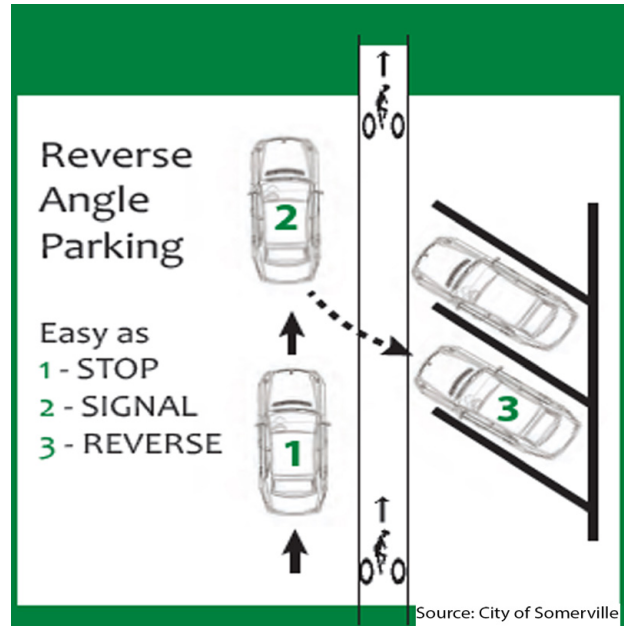 Reverse
Angle
Parking
Easy as
1 - STOP
2 - SIGNAL
3 - REVERSE
2
1
3
Source: City of Somerville